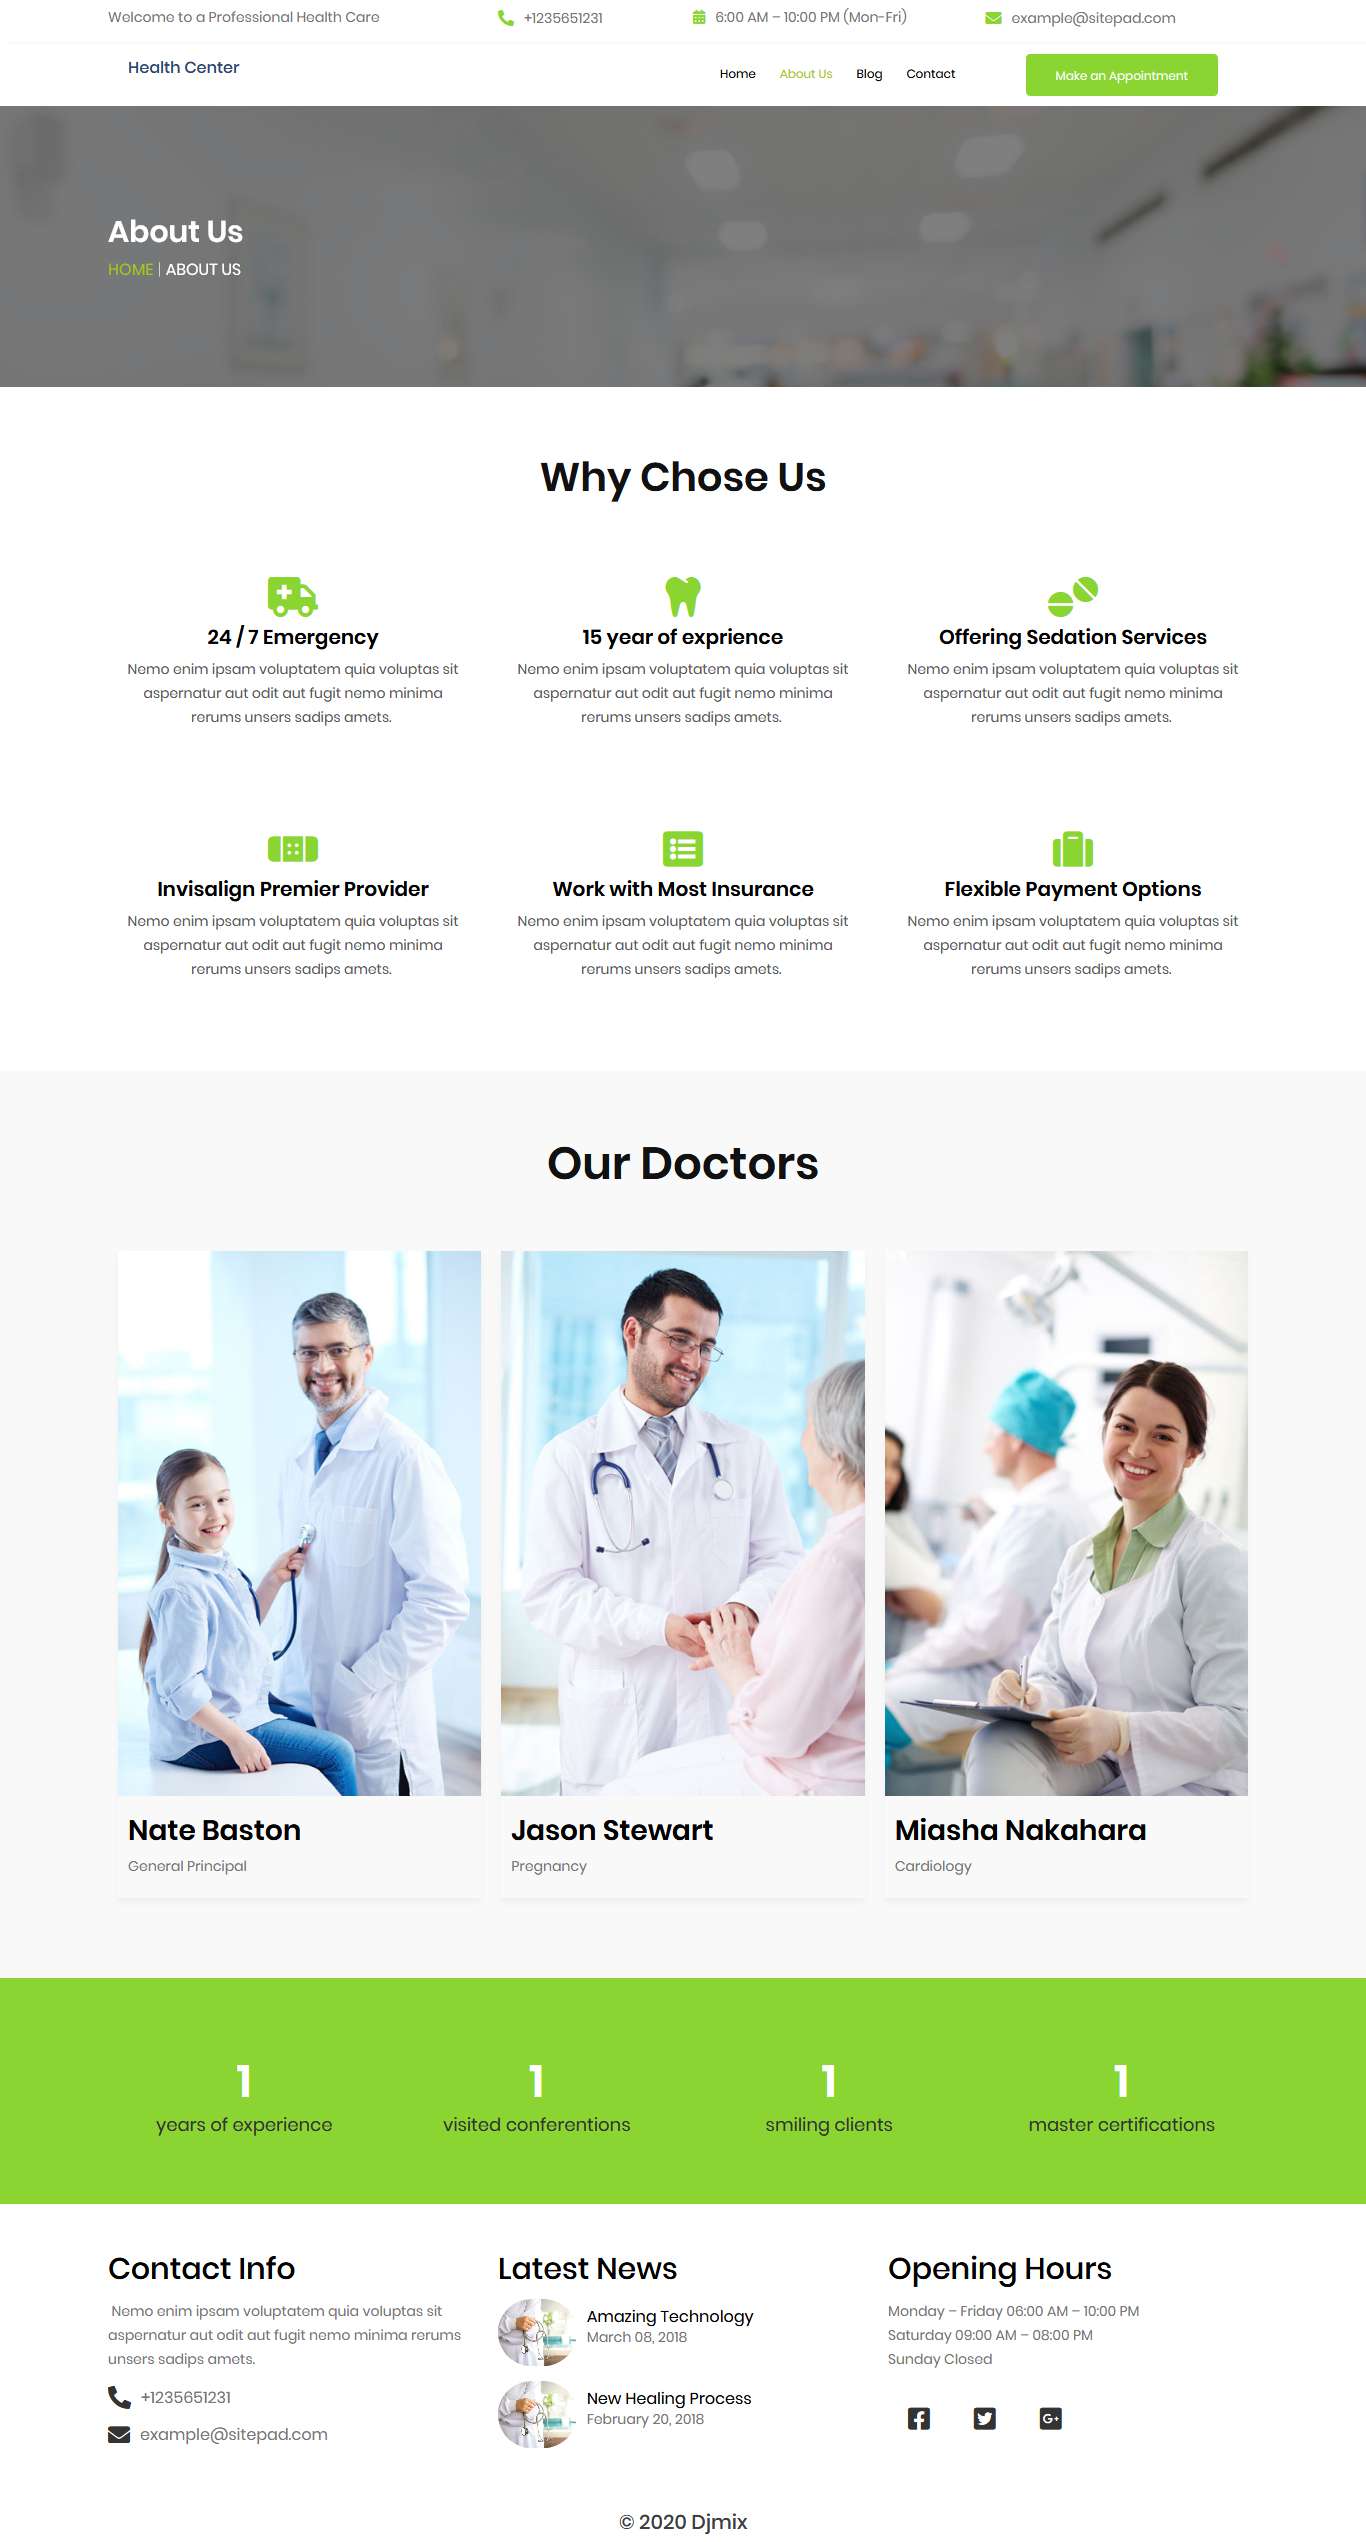 Welcome to a Professional Health Care
+1235651231
6:00 AM – 10:00 PM (Mon-Fri)
example@sitepad.com
Health Center
Home
About Us
Blog
Contact
Make an Appointment
About Us
HOME | ABOUT US
Why Chose Us
24 / 7 Emergency
Nemo enim ipsam voluptatem quia voluptas sit
aspernatur aut odit aut fugit nemo minima
rerums unsers sadips amets.
15 year of exprience
Nemo enim ipsam voluptatem quia voluptas sit
aspernatur aut odit aut fugit nemo minima
rerums unsers sadips amets.
Offering Sedation Services
Nemo enim ipsam voluptatem quia voluptas sit
aspernatur aut odit aut fugit nemo minima
rerums unsers sadips amets.
Invisalign Premier Provider
Nemo enim ipsam voluptatem quia voluptas sit
aspernatur aut odit aut fugit nemo minima
rerums unsers sadips amets.
Work with Most Insurance
Nemo enim ipsam voluptatem quia voluptas sit
aspernatur aut odit aut fugit nemo minima
rerums unsers sadips amets.
Flexible Payment Options
Nemo enim ipsam voluptatem quia voluptas sit
aspernatur aut odit aut fugit nemo minima
rerums unsers sadips amets.
Our Doctors
Nate Baston
General Principal
Jason Stewart
Pregnancy
Miasha Nakahara
Cardiology
1
years of experience
1
visited conferentions
1
smiling clients
1
master certifications
Contact Info
Nemo enim ipsam voluptatem quia voluptas sit
aspernatur aut odit aut fugit nemo minima rerums
unsers sadips amets.
+1235651231
example@sitepad.com
Latest News
Amazing Technology
March 08, 2018
New Healing Process
February 20, 2018
Opening Hours
Monday – Friday 06:00 AM – 10:00 PM
Saturday 09:00 AM – 08:00 PM
Sunday Closed
© 2020 Djmix